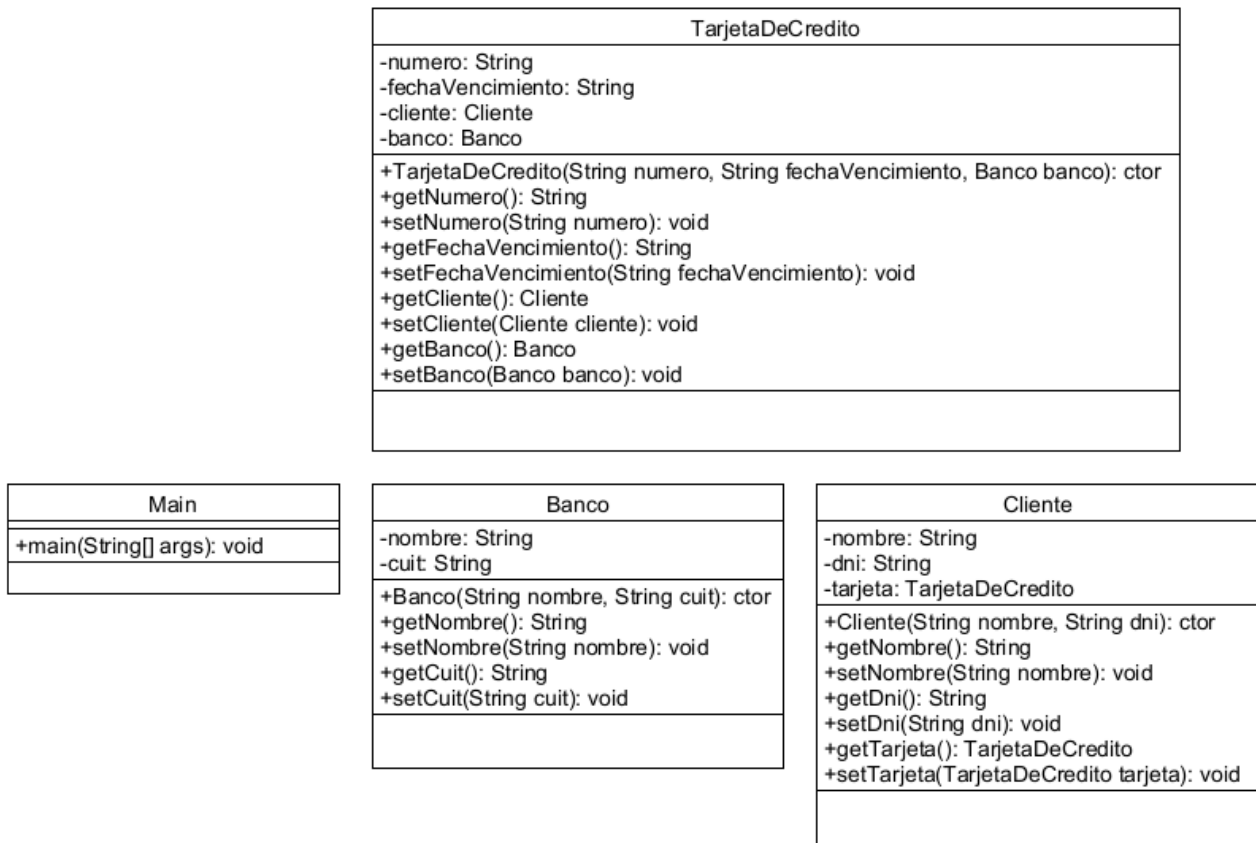 TarjetaDeCredito
-numero: String
-fechaVencimiento: String
-cliente: Cliente
-banco: Banco
+TarjetaDeCredito(String numero, String fechaVencimiento, Banco banco): ctor
+getNumero(): String
+setNumero(String numero): void
+getFechaVencimiento(): String
+setFechaVencimiento(String fechaVencimiento): void
+getCliente(): Cliente
+setCliente(Cliente cliente): void
+getBanco(): Banco
+setBanco(Banco banco): void
Main
+main(String[] args): void
Banco
-nombre: String
-cuit: String
+Banco(String nombre, String cuit): ctor
+getNombre(): String
+setNombre(String nombre): void
+getCuit(): String
+setCuit(String cuit): void
Cliente
-nombre: String
-dni: String
-tarjeta: TarjetaDeCredito
+Cliente(String nombre, String dni): ctor
+getNombre(): String
+setNombre(String nombre): void
+getDni(): String
+setDni(String dni): void
+getTarjeta(): TarjetaDeCredito
+setTarjeta(TarjetaDeCredito tarjeta): void